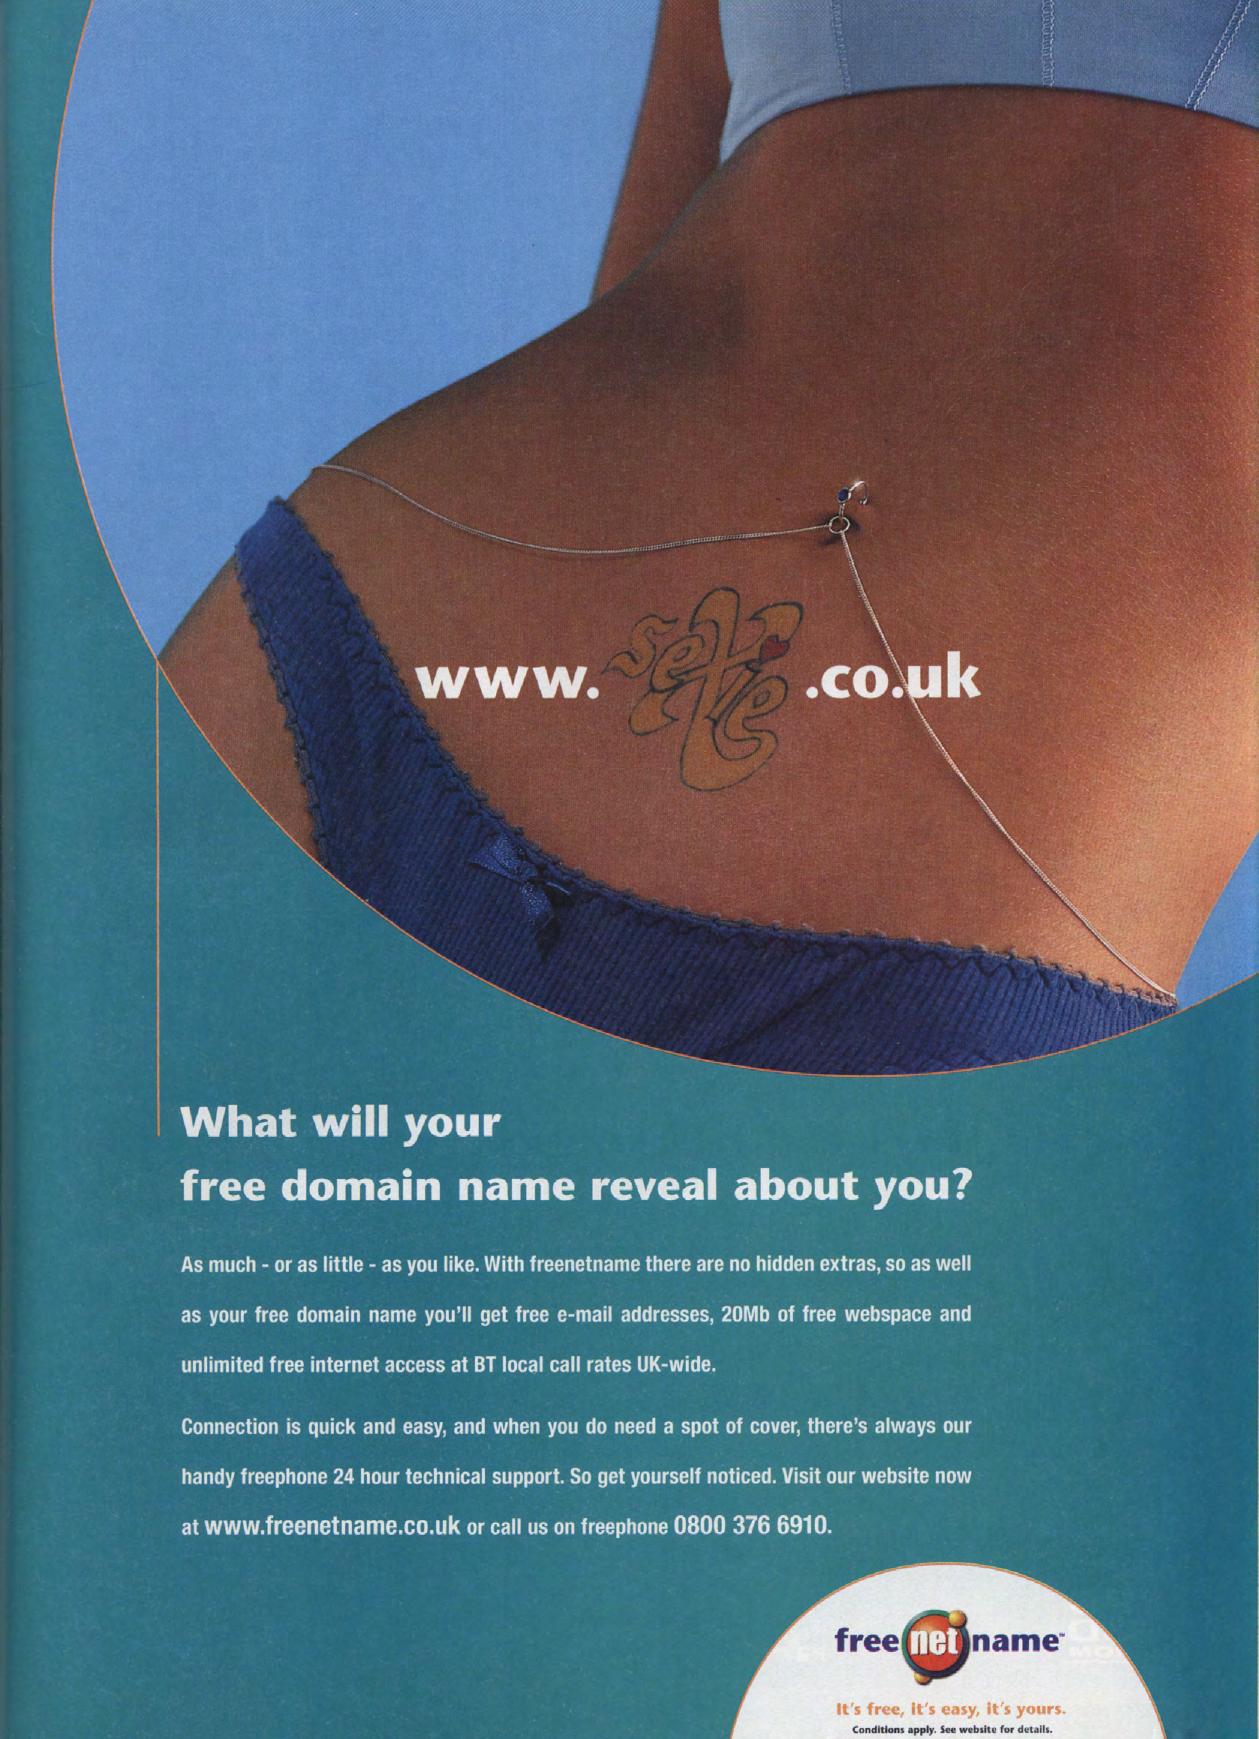 www.sexie.co.uk
What will your
free domain name reveal about you?
As much - or as little - as you like. With freenetname there are no hidden extras, so as well
as your free domain name you'll get free e-mail addresses, 20Mb of free webspace and
unlimited free internet access at BT local call rates UK-wide.
Connection is quick and easy, and when you do need a spot of cover, there's always our
handy freephone 24 hour technical support. So get yourself noticed. Visit our website now
at www.freenetname.co.uk or call us on freephone 0800 376 6910.
freenetname™
It's free, it's easy, it's yours.
Conditions apply. See website for details.